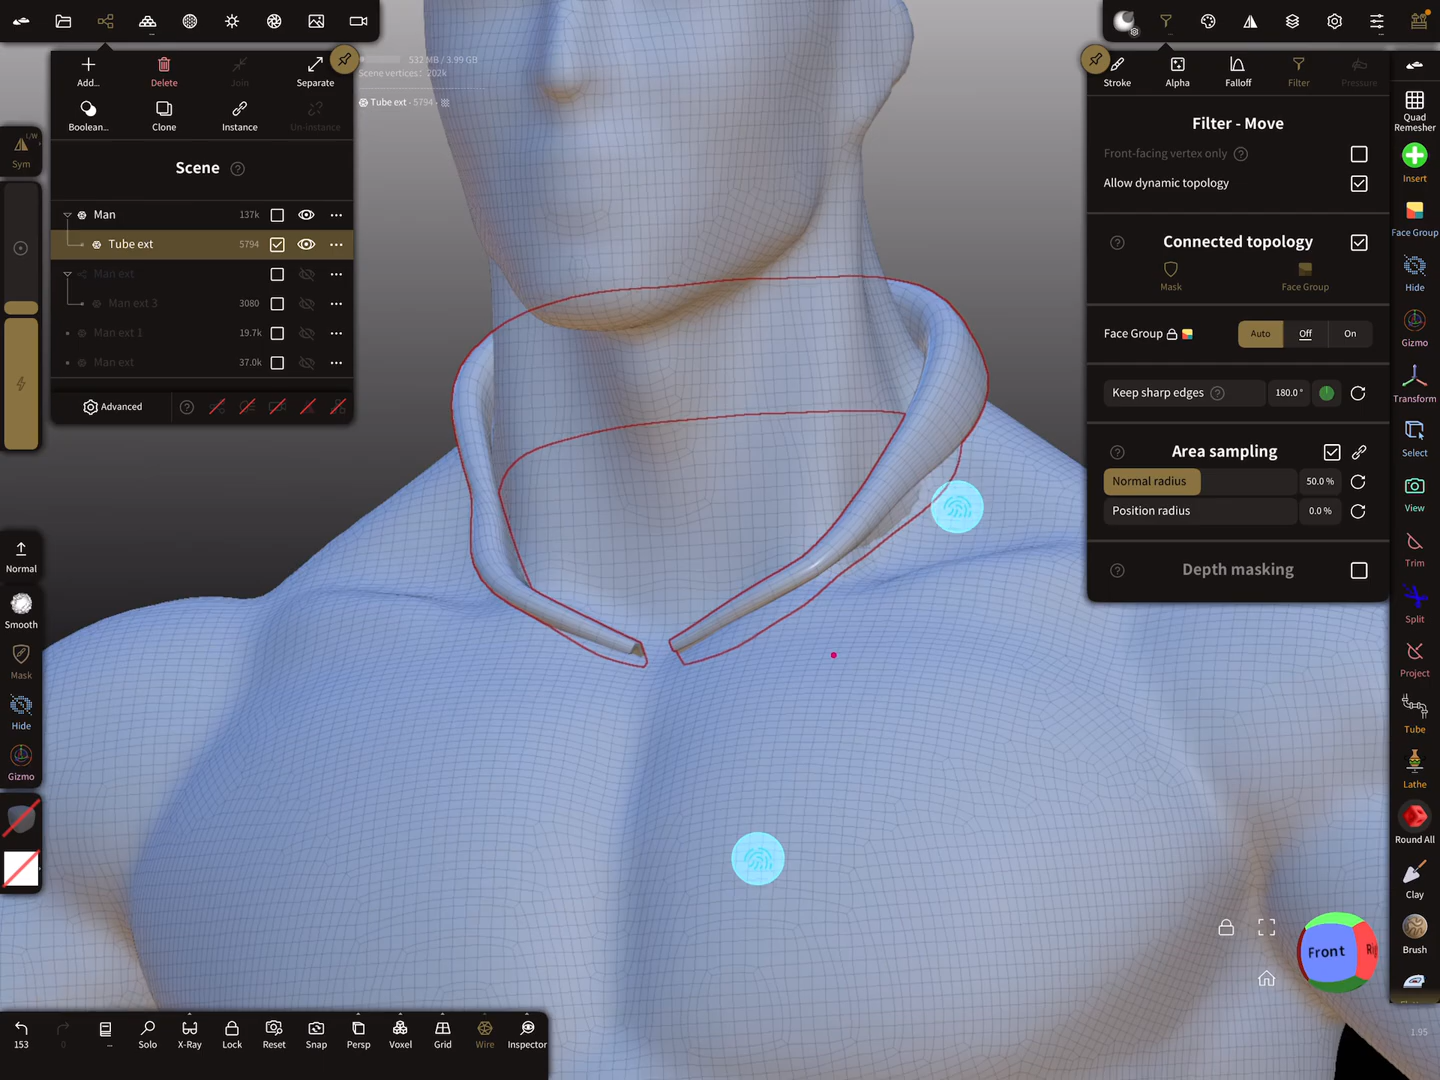 Add...
Delete
Join
Separate
Boolean...
Clone
Instance
Un-instance
532 MB / 3.99 GB
Scene vertices: 202k
Tube ext - 5794 -
Scene
Man 137k
Tube ext 5794
Man ext
Man ext 3 3080
Man ext 1 19.7k
Man ext 37.0k
Advanced
L/W
Sym
Normal
Smooth
Mask
Hide
Gizmo
Stroke
Alpha
Falloff
Filter
Pressure
Filter - Move
Front-facing vertex only
Allow dynamic topology
Connected topology
Mask
Face Group
Face Group Auto Off On
Keep sharp edges 180.0 °
Area sampling
Normal radius 50.0 %
Position radius 0.0 %
Depth masking
Quad
Remesher
Insert
Face Group
Hide
Gizmo
Transform
Select
View
Trim
Split
Project
Tube
Lathe
Round All
Clay
Brush
Front
153
0
...
Solo
X-Ray
Lock
Reset
Snap
Persp
Voxel
Grid
Wire
Inspector
1.95